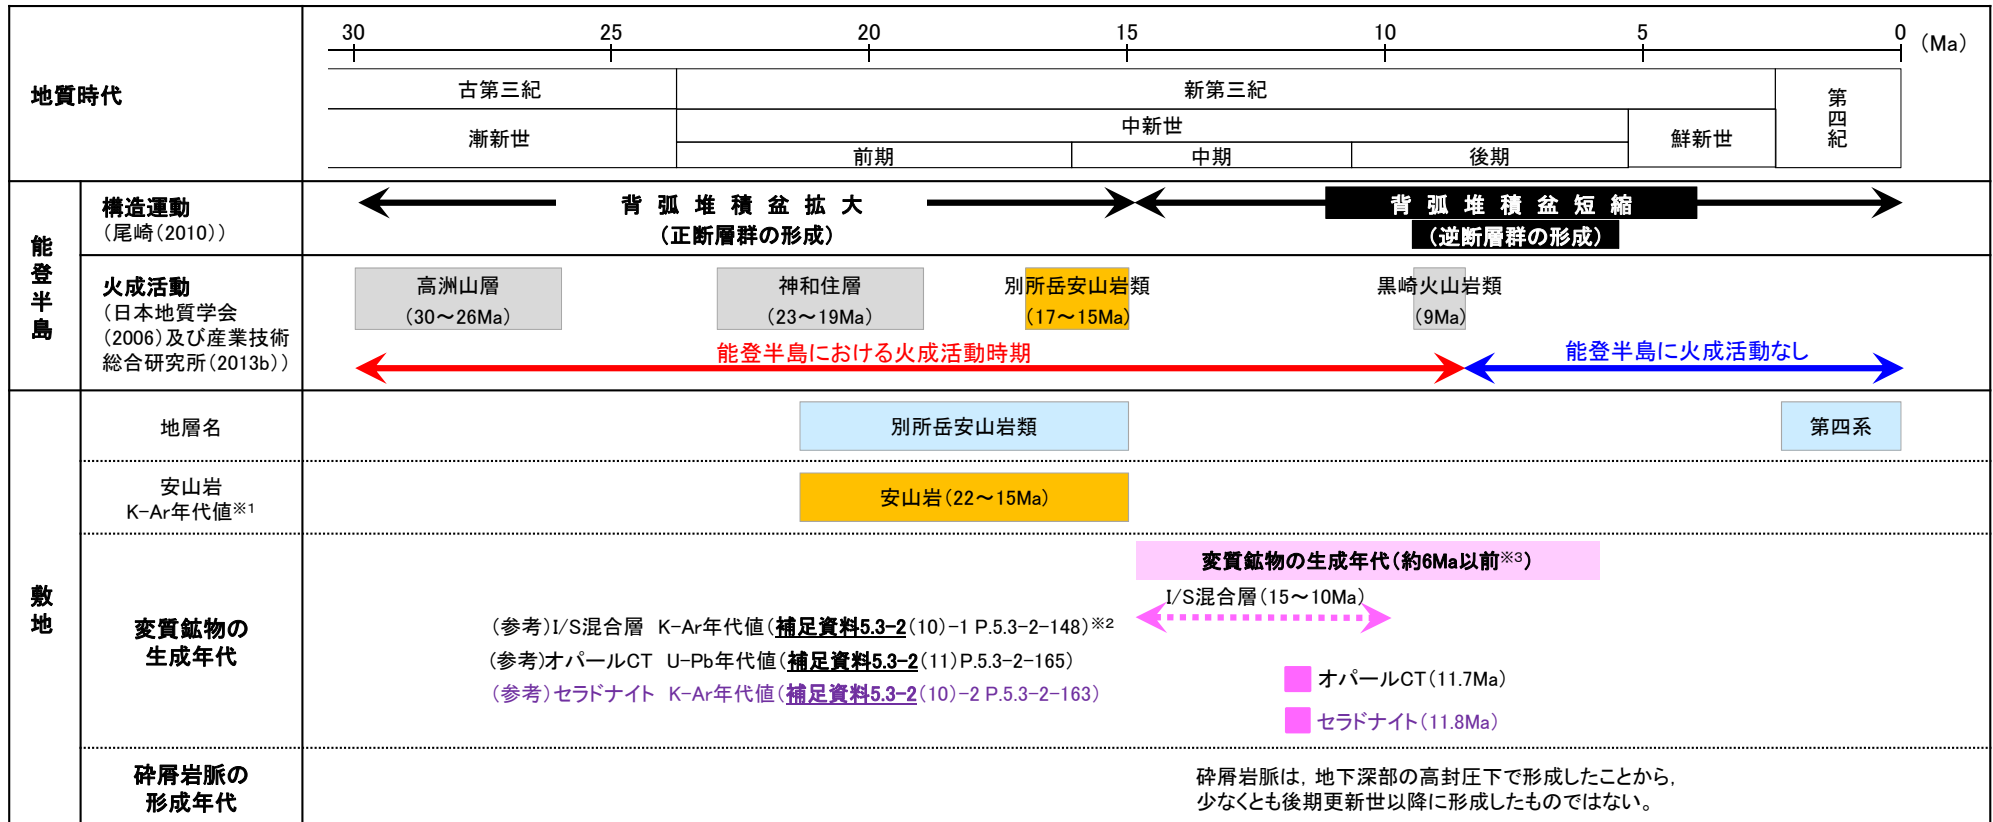 30 25 20 15 10 5 0 (Ma)
地質時代
古第三紀 新第三紀 第四紀
漸新世 中新世 鮮新世
前期 中期 後期
能登半島
構造運動
(尾崎(2010))
背弧堆積盆拡大
(正断層群の形成)
背弧堆積盆短縮
(逆断層群の形成)
火成活動
(日本地質学会
(2006)及び産業技術
総合研究所(2013b))
高洲山層
(30～26Ma)
神和住層
(23～19Ma)
別所岳安山岩類
(17～15Ma)
黒崎火山岩類
(9Ma)
能登半島における火成活動時期
能登半島に火成活動なし
敷地
地層名
別所岳安山岩類
第四系
安山岩
K-Ar年代値※1
安山岩(22～15Ma)
変質鉱物の
生成年代
変質鉱物の生成年代(約6Ma以前※3)
I/S混合層(15～10Ma)
(参考)I/S混合層 K-Ar年代値(補足資料5.3-2(10)-1 P.5.3-2-148)※2
(参考)オパールCT U-Pb年代値(補足資料5.3-2(11)P.5.3-2-165)
(参考)セラドナイト K-Ar年代値(補足資料5.3-2(10)-2 P.5.3-2-163)
オパールCT(11.7Ma)
セラドナイト(11.8Ma)
砕屑岩脈の
形成年代
砕屑岩脈は，地下深部の高封圧下で形成したことから，
少なくとも後期更新世以降に形成したものではない。